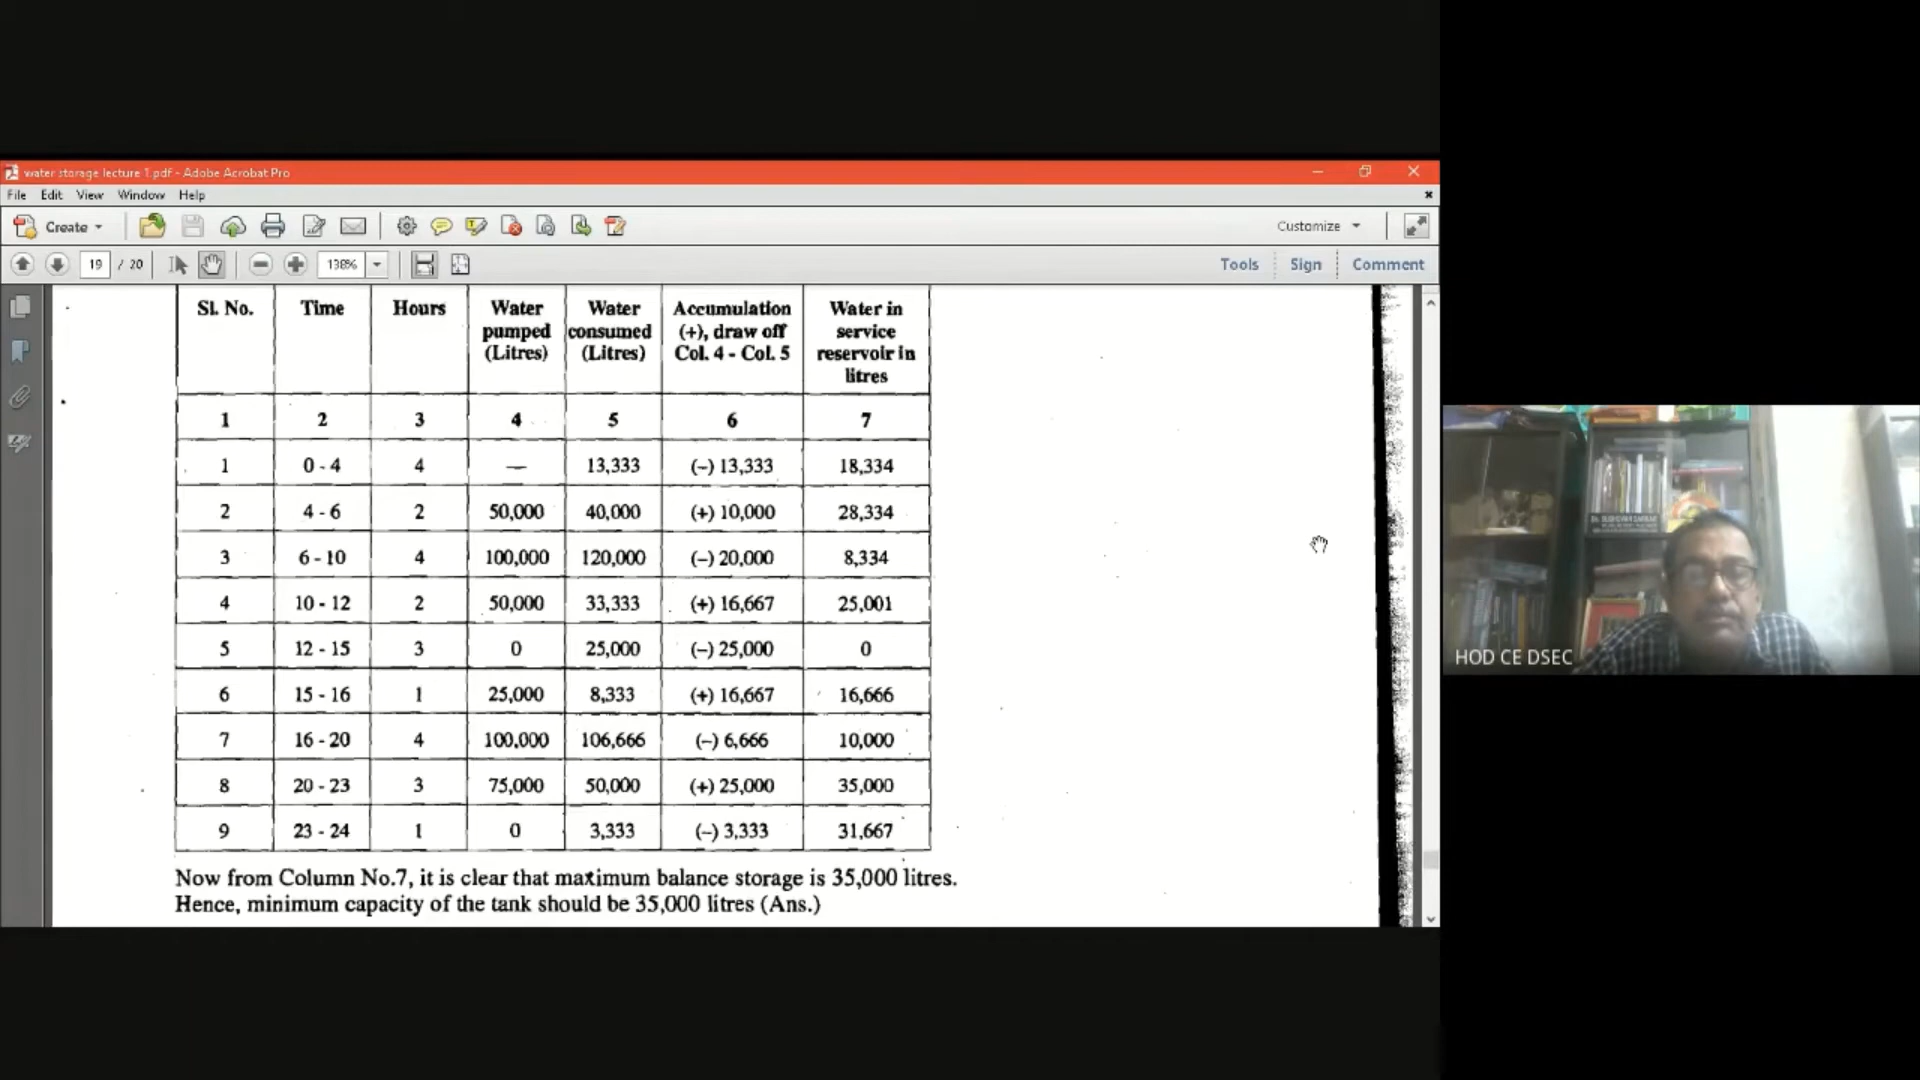 water storage lecture 1.pdf - Adobe Acrobat Pro
File Edit View Window Help
Create Customize
19 / 20 138% Tools Sign Comment
Sl. No. Time Hours Water pumped (Litres) Water consumed (Litres) Accumulation (+), draw off Col. 4 - Col. 5 Water in service reservoir in litres
1 2 3 4 5 6 7
1 0 - 4 4 — 13,333 (–) 13,333 18,334
2 4 - 6 2 50,000 40,000 (+) 10,000 28,334
3 6 - 10 4 100,000 120,000 (–) 20,000 8,334
4 10 - 12 2 50,000 33,333 (+) 16,667 25,001
5 12 - 15 3 0 25,000 (–) 25,000 0
6 15 - 16 1 25,000 8,333 (+) 16,667 16,666
7 16 - 20 4 100,000 106,666 (–) 6,666 10,000
8 20 - 23 3 75,000 50,000 (+) 25,000 35,000
9 23 - 24 1 0 3,333 (–) 3,333 31,667
Now from Column No.7, it is clear that maximum balance storage is 35,000 litres.
Hence, minimum capacity of the tank should be 35,000 litres (Ans.)
HOD CE DSEC